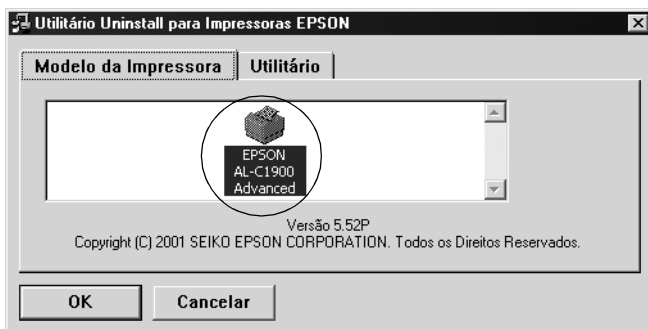 Utilitário Uninstall para Impressoras EPSON
Modelo da Impressora
Utilitário
EPSON
AL-C1900
Advanced
Versão 5.52P
Copyright (C) 2001 SEIKO EPSON CORPORATION. Todos os Direitos Reservados.
OK
Cancelar